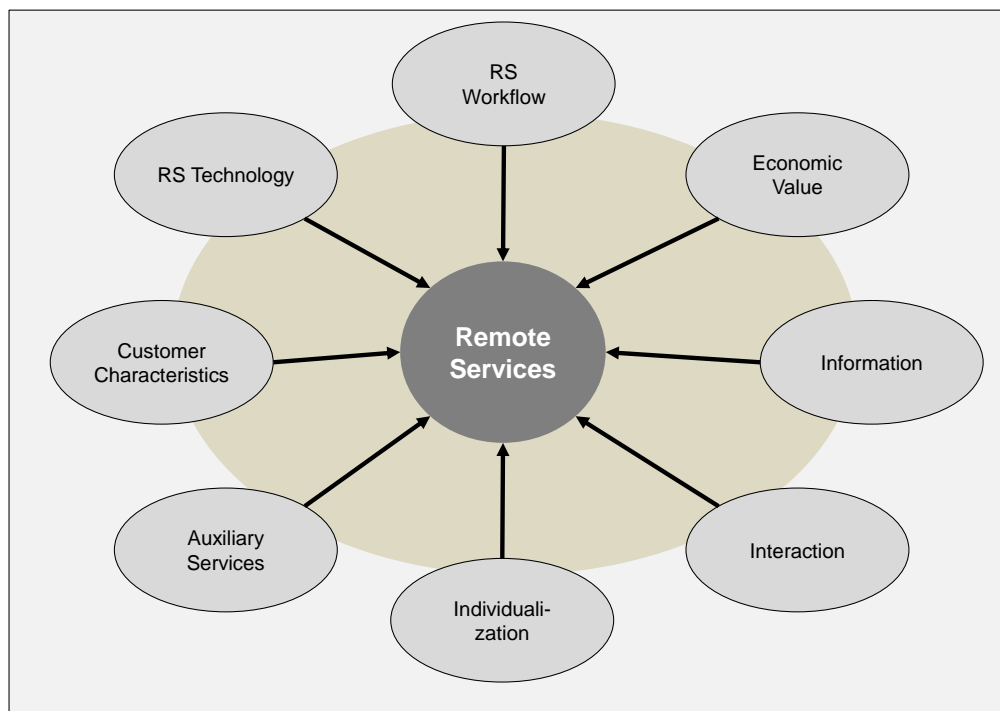 RS
Workflow
RS Technology
Economic
Value
Customer
Characteristics
Remote
Services
Information
Auxiliary
Services
Interaction
Individuali-
zation